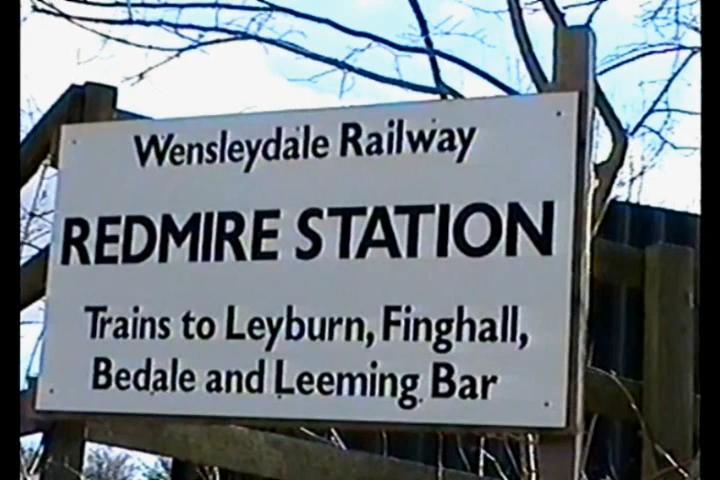 Wensleydale Railway
REDMIRE STATION
Trains to Leyburn, Finghall,
Bedale and Leeming Bar